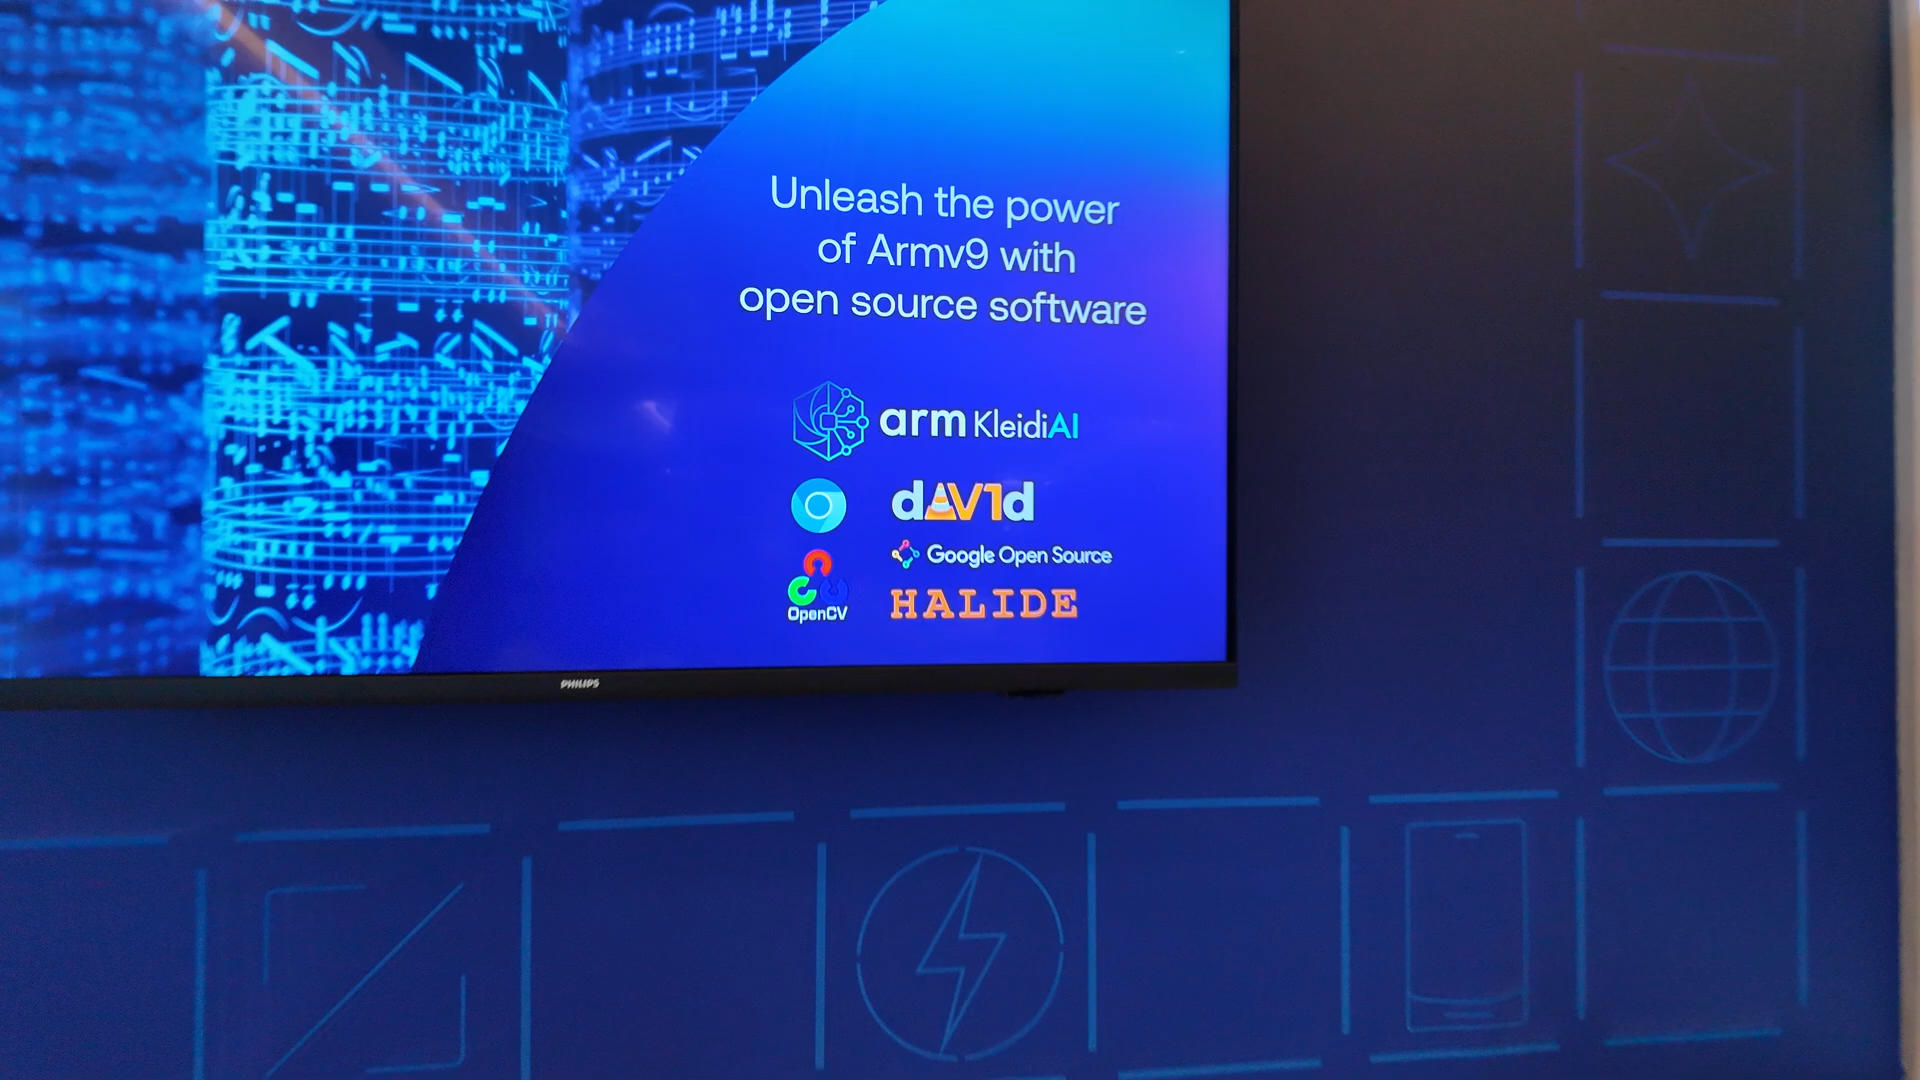 Unleash the power
of Armv9 with
open source software
arm KleidiAI
dAV1d
Google Open Source
OpenCV
HALIDE
PHILIPS